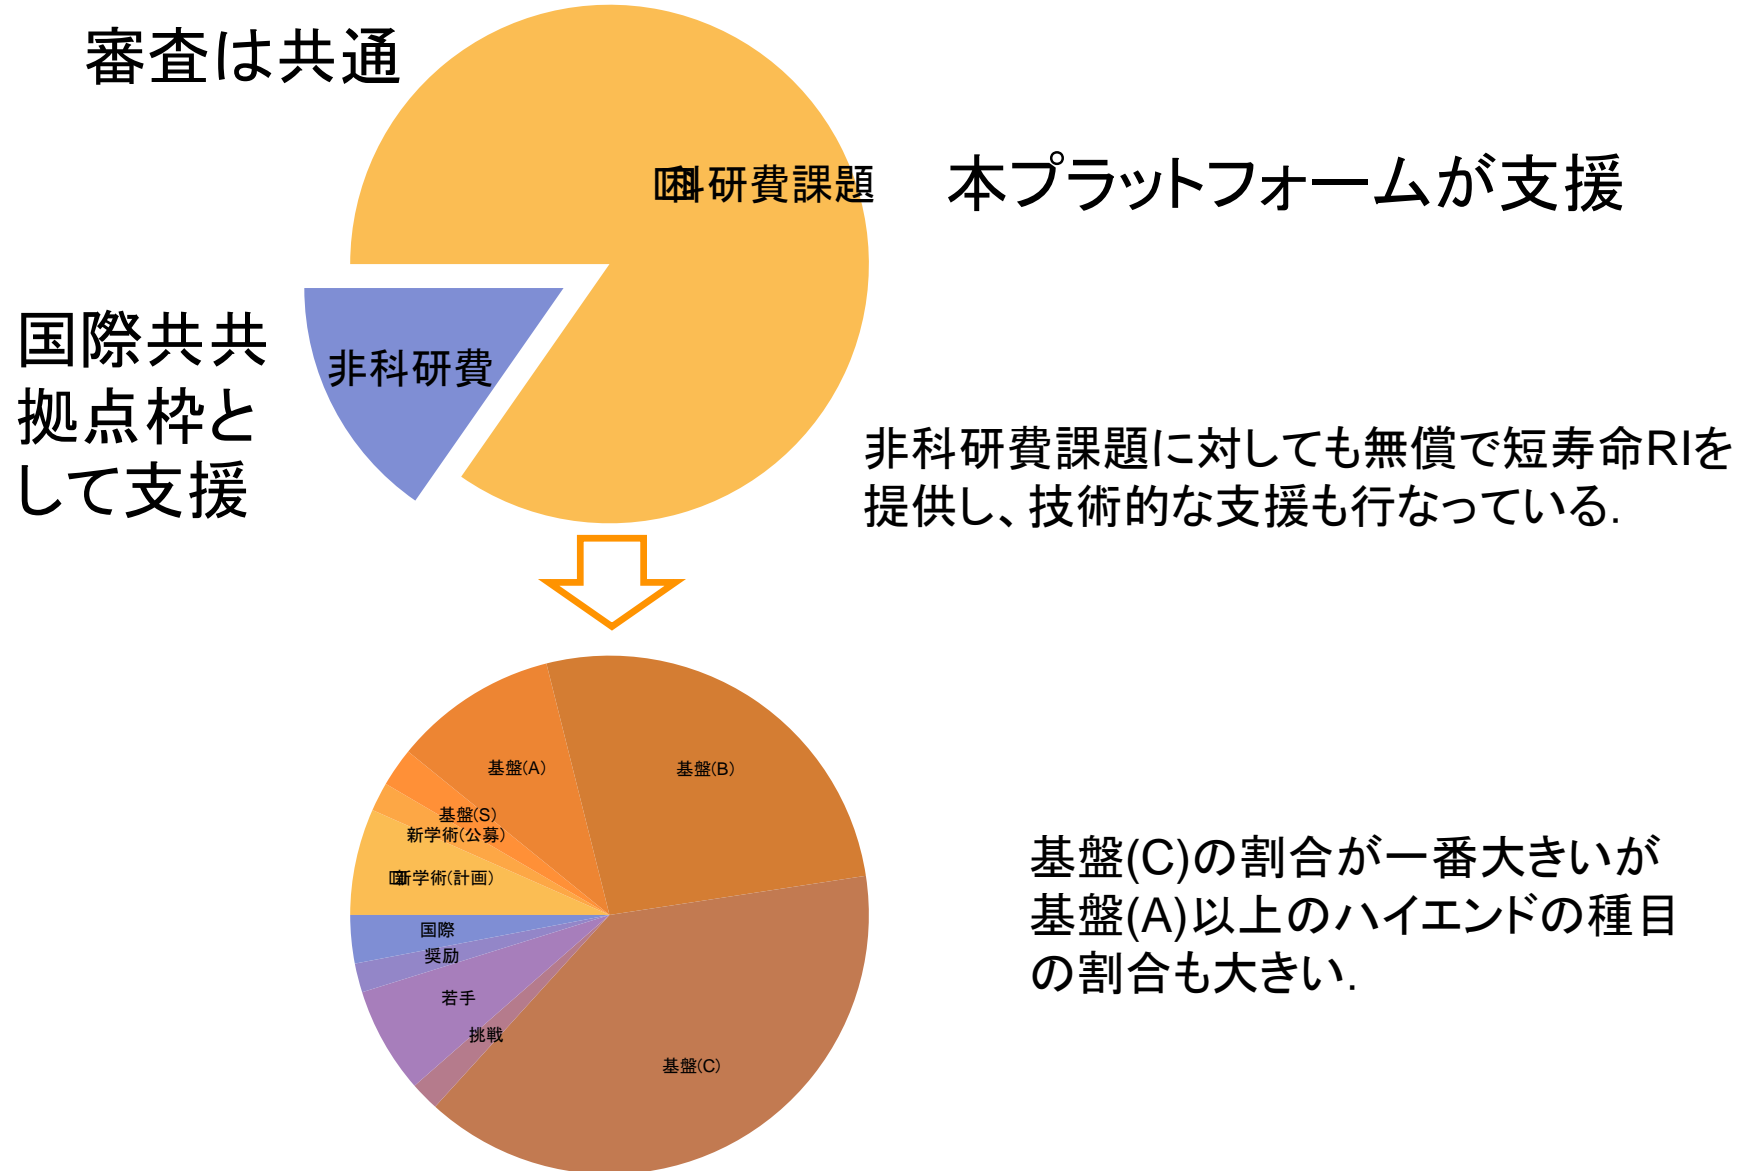 審査は共通
科研費課題
本プラットフォームが支援
国際共共
拠点枠と
して支援
非科研費
非科研費課題に対しても無償で短寿命RIを
提供し、技術的な支援も行なっている.
基盤(A)
基盤(B)
基盤(S)
新学術(公募)
新学術(計画)
国際
奨励
若手
挑戦
基盤(C)
基盤(C)の割合が一番大きいが
基盤(A)以上のハイエンドの種目
の割合も大きい.